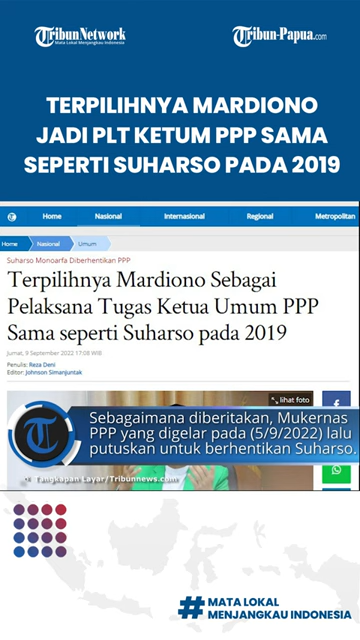 TribunNetwork
Mata Lokal Menjangkau Indonesia
Tribun-Papua.com
TERPILIHNYA MARDIONO
JADI PLT KETUM PPP SAMA
SEPERTI SUHARSO PADA 2019
Home Nasional Internasional Regional Metropolitan
Home Nasional Umum
Suharso Monoarfa Diberhentikan PPP
Terpilihnya Mardiono Sebagai
Pelaksana Tugas Ketua Umum PPP
Sama seperti Suharso pada 2019
Jumat, 9 September 2022 17:08 WIB
Penulis: Reza Deni
Editor: Johnson Simanjuntak
lihat foto
Sebagaimana diberitakan, Mukernas
PPP yang digelar pada (5/9/2022) lalu
putuskan untuk berhentikan Suharso.
Tangkapan Layar/Tribunnews.com
#MATA LOKAL
MENJANGKAU INDONESIA